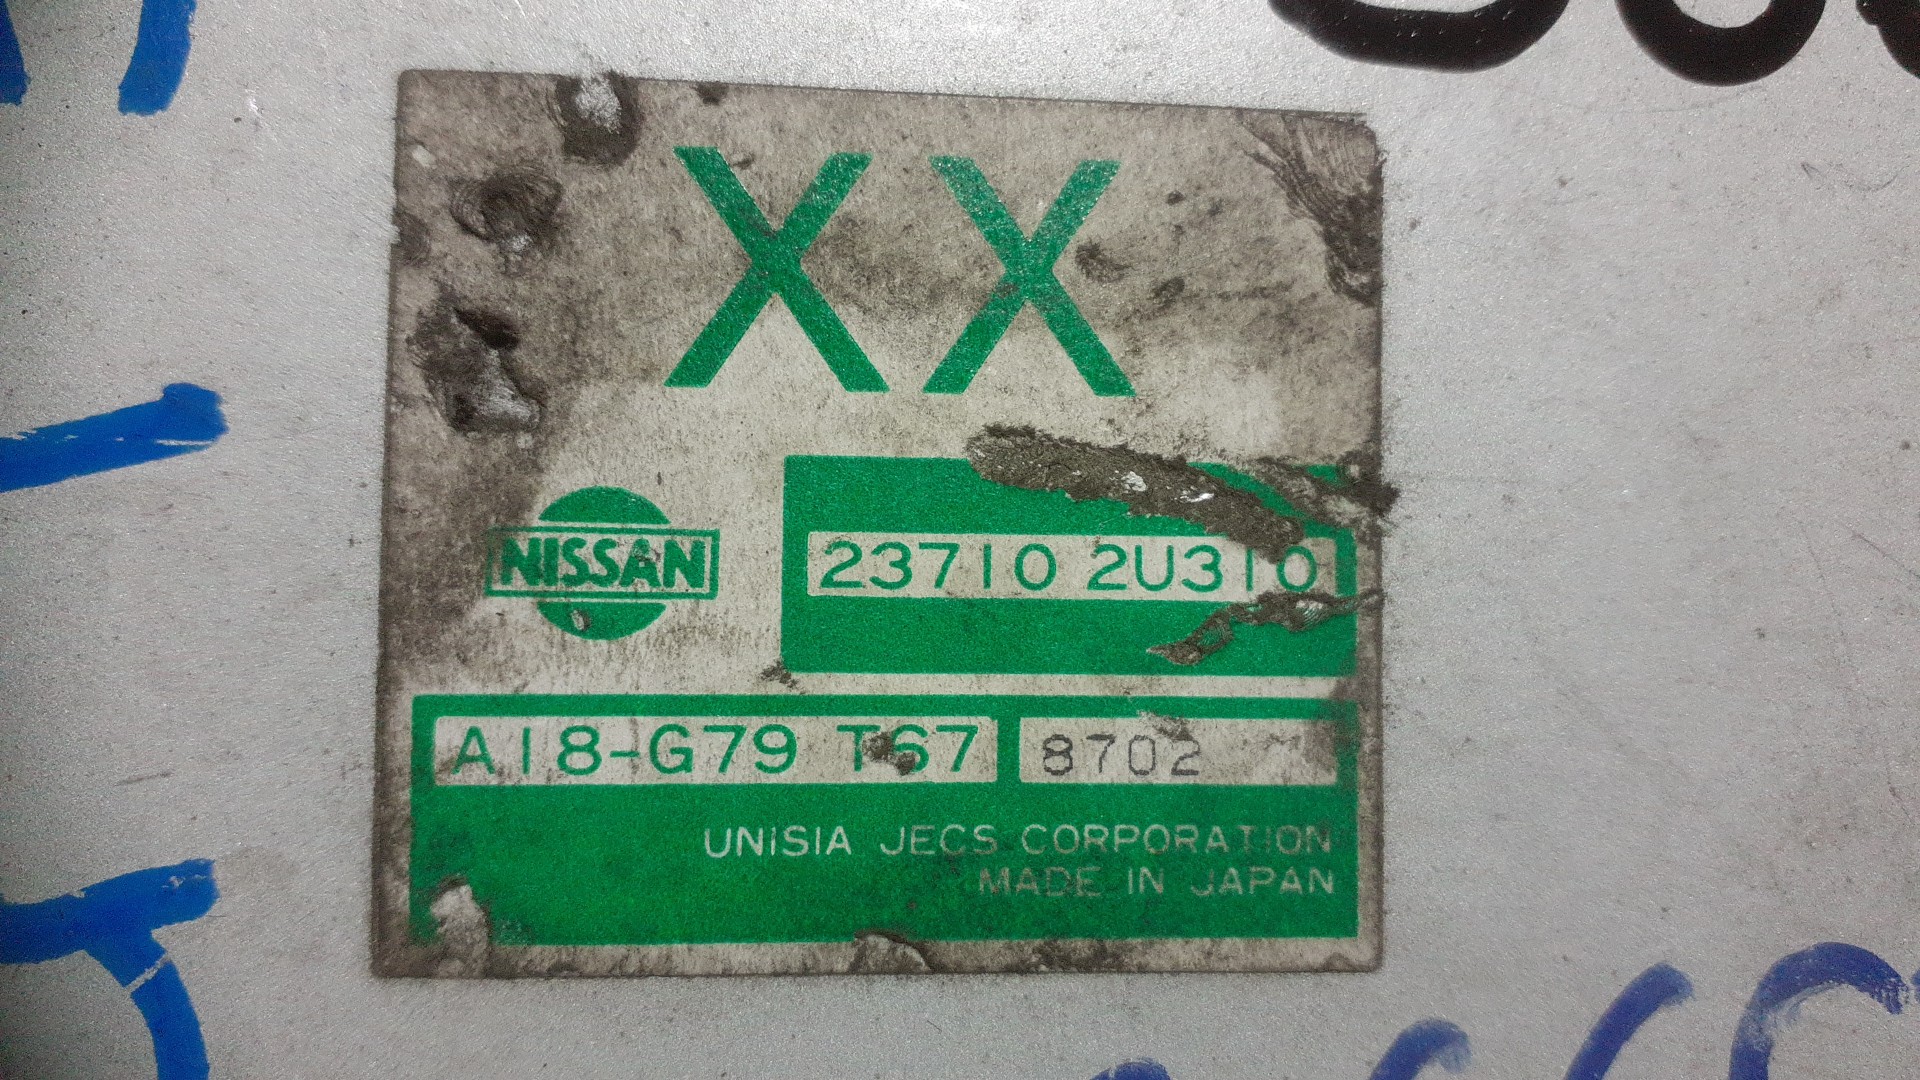 XX
NISSAN
23710 2U310
A18-G79 T67 8702
UNISIA JECS CORPORATION
MADE IN JAPAN